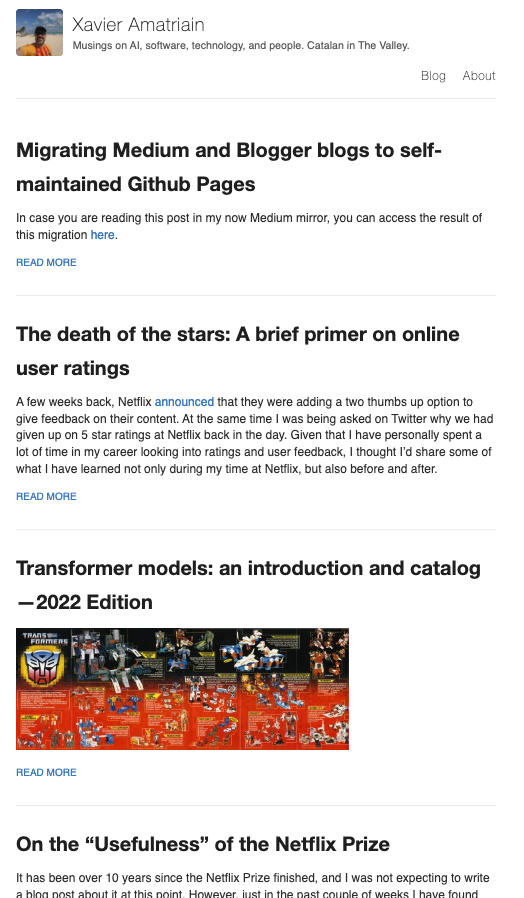 Xavier Amatriain
Musings on AI, software, technology, and people. Catalan in The Valley.
Blog About
Migrating Medium and Blogger blogs to self-
maintained Github Pages
In case you are reading this post in my now Medium mirror, you can access the result of
this migration here.
READ MORE
The death of the stars: A brief primer on online
user ratings
A few weeks back, Netflix announced that they were adding a two thumbs up option to
give feedback on their content. At the same time I was being asked on Twitter why we had
given up on 5 star ratings at Netflix back in the day. Given that I have personally spent a
lot of time in my career looking into ratings and user feedback, I thought I'd share some of
what I have learned not only during my time at Netflix, but also before and after.
READ MORE
Transformer models: an introduction and catalog
—2022 Edition
TRANSFORMERS
READ MORE
On the “Usefulness” of the Netflix Prize
It has been over 10 years since the Netflix Prize finished, and I was not expecting to write
a blog post about it at this point. However, just in the past couple of weeks I have found